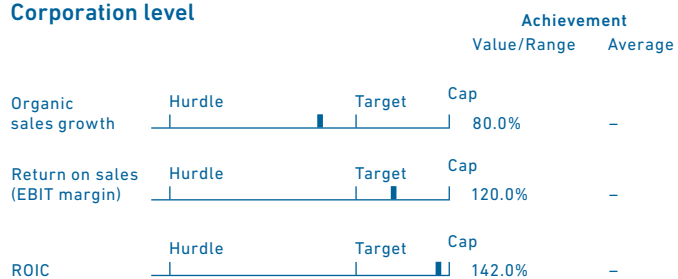 Corporation level
Achievement
Value/Range Average
Organic
sales growth
Hurdle Target Cap
80.0% –
Return on sales
(EBIT margin)
Hurdle Target Cap
120.0% –
ROIC
Hurdle Target Cap
142.0% –